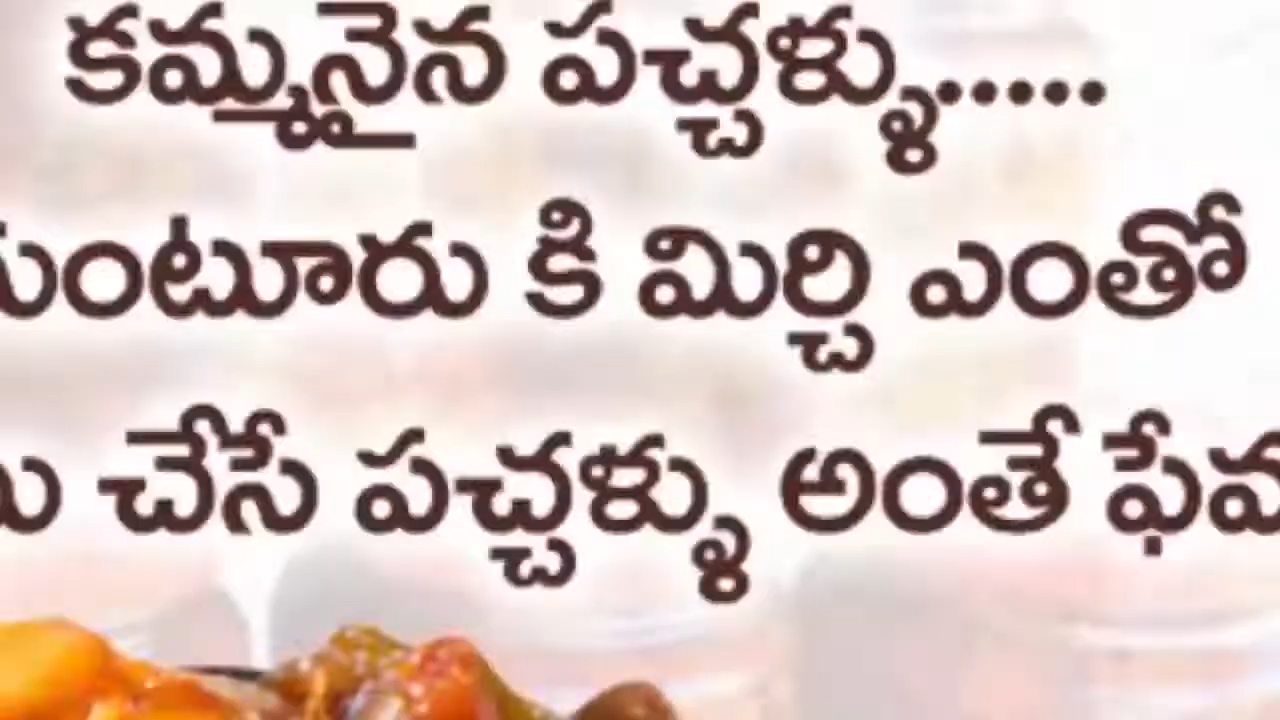 కమ్మనైన పచ్చళ్ళు.....
గుంటూరు కి మిర్చి ఎంతో
చేసే పచ్చళ్ళు అంతే